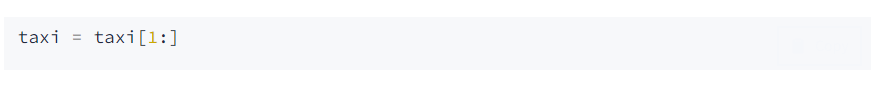 taxi = taxi[1:]